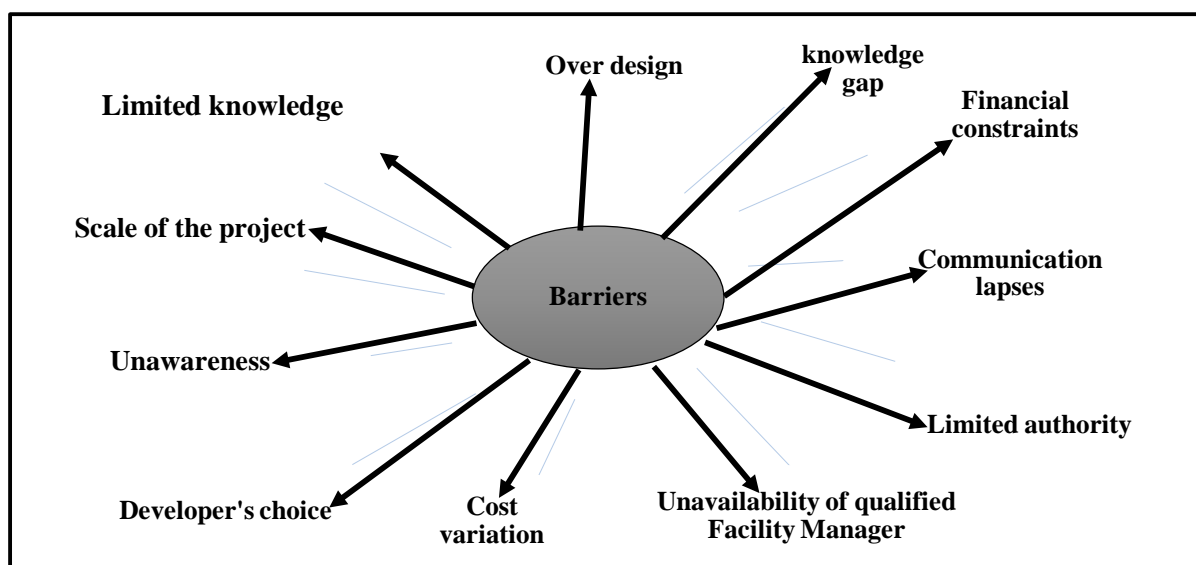 Over design
knowledge
gap
Limited knowledge
Financial
constraints
Scale of the project
Communication
lapses
Barriers
Unawareness
Limited authority
Developer's choice
Cost
variation
Unavailability of qualified
Facility Manager